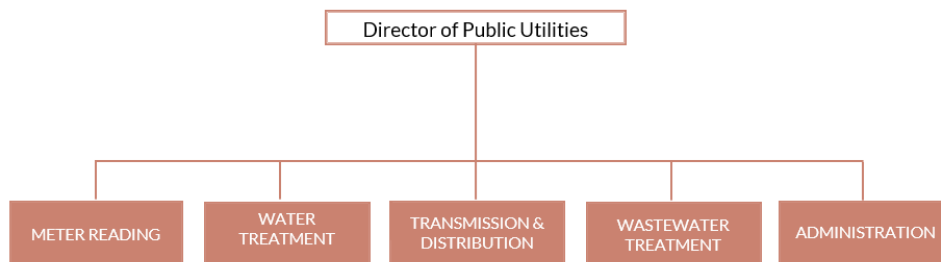 Director of Public Utilities
METER READING
WATER
TREATMENT
TRANSMISSION &
DISTRIBUTION
WASTEWATER
TREATMENT
ADMINISTRATION